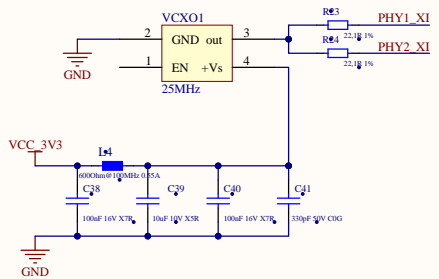 VCXO1
2 GND out 3
1 EN +Vs 4
25MHz
GND
R23
PHY1_XI
22,1R 1%
R24
PHY2_XI
22,1R 1%
VCC_3V3
L4
600Ohm@100MHz 0.55A
C38
C39
C40
C41
100nF 16V X7R
10uF 10V X5R
100nF 16V X7R
330pF 50V C0G
GND